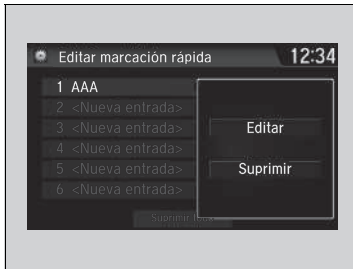 Editar marcación rápida 12:34
1 AAA
2 <Nueva entrada>
3 <Nueva entrada>
4 <Nueva entrada>
5 <Nueva entrada>
6 <Nueva entrada>
Editar
Suprimir
Suprimir